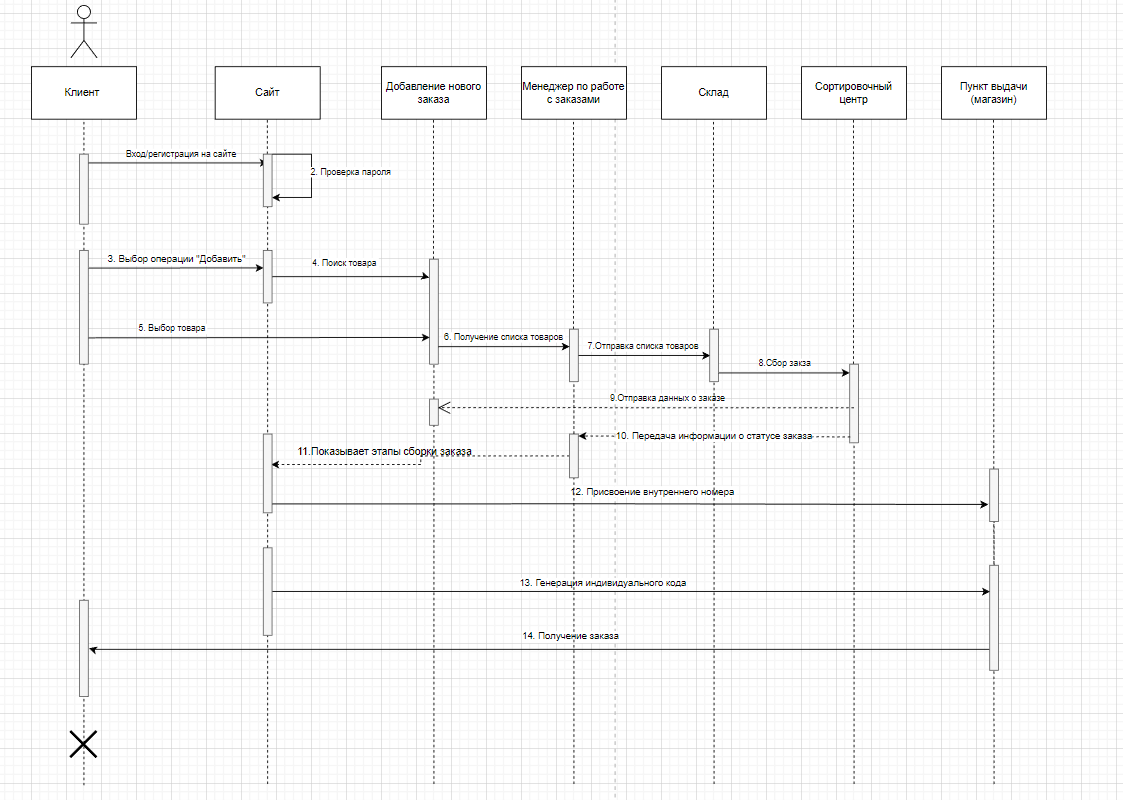 Клиент
Сайт
Добавление нового
заказа
Менеджер по работе
с заказами
Склад
Сортировочный
центр
Пункт выдачи
(магазин)
Вход/регистрация на сайте
2. Проверка пароля
3. Выбор операции "Добавить"
4. Поиск товара
5. Выбор товара
6. Получение списка товаров
7.Отправка списка товаров
8.Сбор закза
9.Отправка данных о заказе
10. Передача информации о статусе заказа
11.Показывает этапы сборки заказа
12. Присвоение внутреннего номера
13. Генерация индивидуального кода
14. Получение заказа